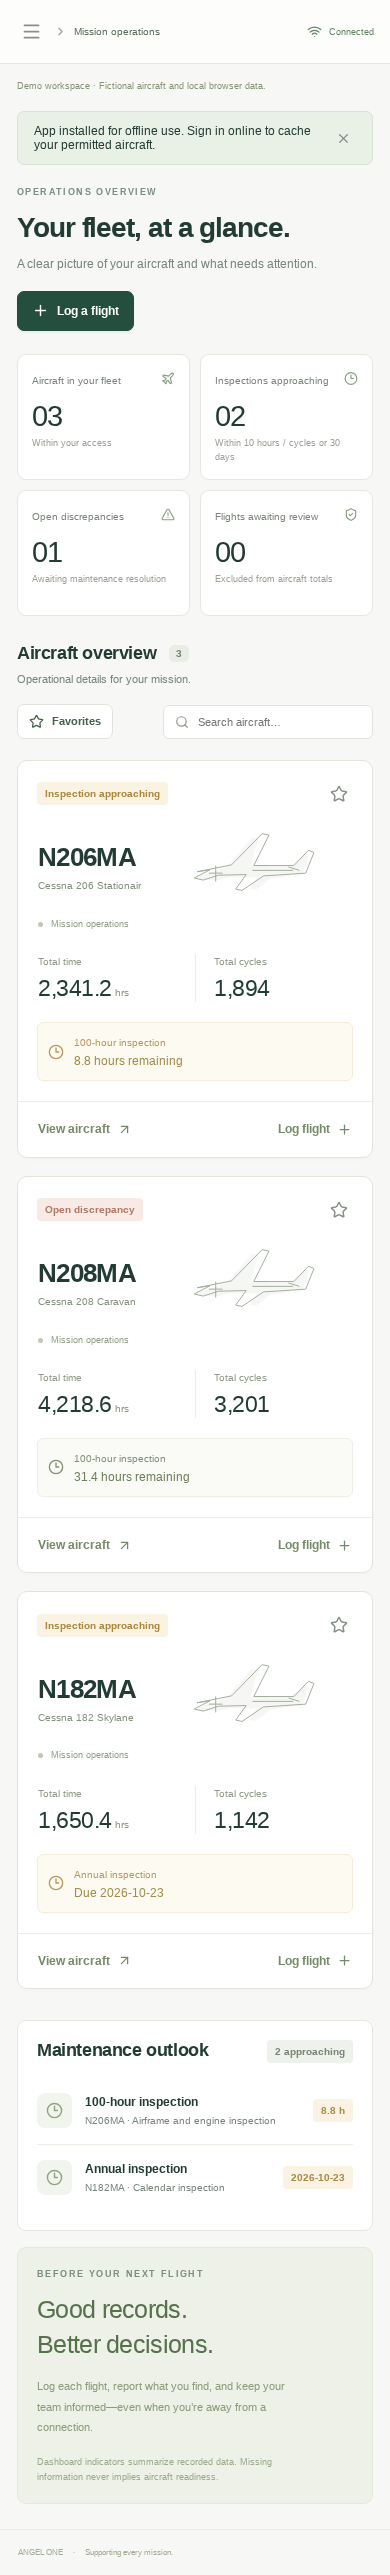 Mission operations
Connected
Demo workspace · Fictional aircraft and local browser data.
App installed for offline use. Sign in online to cache
your permitted aircraft.
OPERATIONS OVERVIEW
Your fleet, at a glance.
A clear picture of your aircraft and what needs attention.
Log a flight
Aircraft in your fleet
03
Within your access
Inspections approaching
02
Within 10 hours / cycles or 30
days
Open discrepancies
01
Awaiting maintenance resolution
Flights awaiting review
00
Excluded from aircraft totals
Aircraft overview 3
Operational details for your mission.
Favorites
Search aircraft…
Inspection approaching
N206MA
Cessna 206 Stationair
Mission operations
Total time
2,341.2 hrs
Total cycles
1,894
100-hour inspection
8.8 hours remaining
View aircraft
Log flight
Open discrepancy
N208MA
Cessna 208 Caravan
Mission operations
Total time
4,218.6 hrs
Total cycles
3,201
100-hour inspection
31.4 hours remaining
View aircraft
Log flight
Inspection approaching
N182MA
Cessna 182 Skylane
Mission operations
Total time
1,650.4 hrs
Total cycles
1,142
Annual inspection
Due 2026-10-23
View aircraft
Log flight
Maintenance outlook
2 approaching
100-hour inspection
N206MA · Airframe and engine inspection
8.8 h
Annual inspection
N182MA · Calendar inspection
2026-10-23
BEFORE YOUR NEXT FLIGHT
Good records.
Better decisions.
Log each flight, report what you find, and keep your
team informed—even when you're away from a
connection.
Dashboard indicators summarize recorded data. Missing
information never implies aircraft readiness.
ANGEL ONE · Supporting every mission.